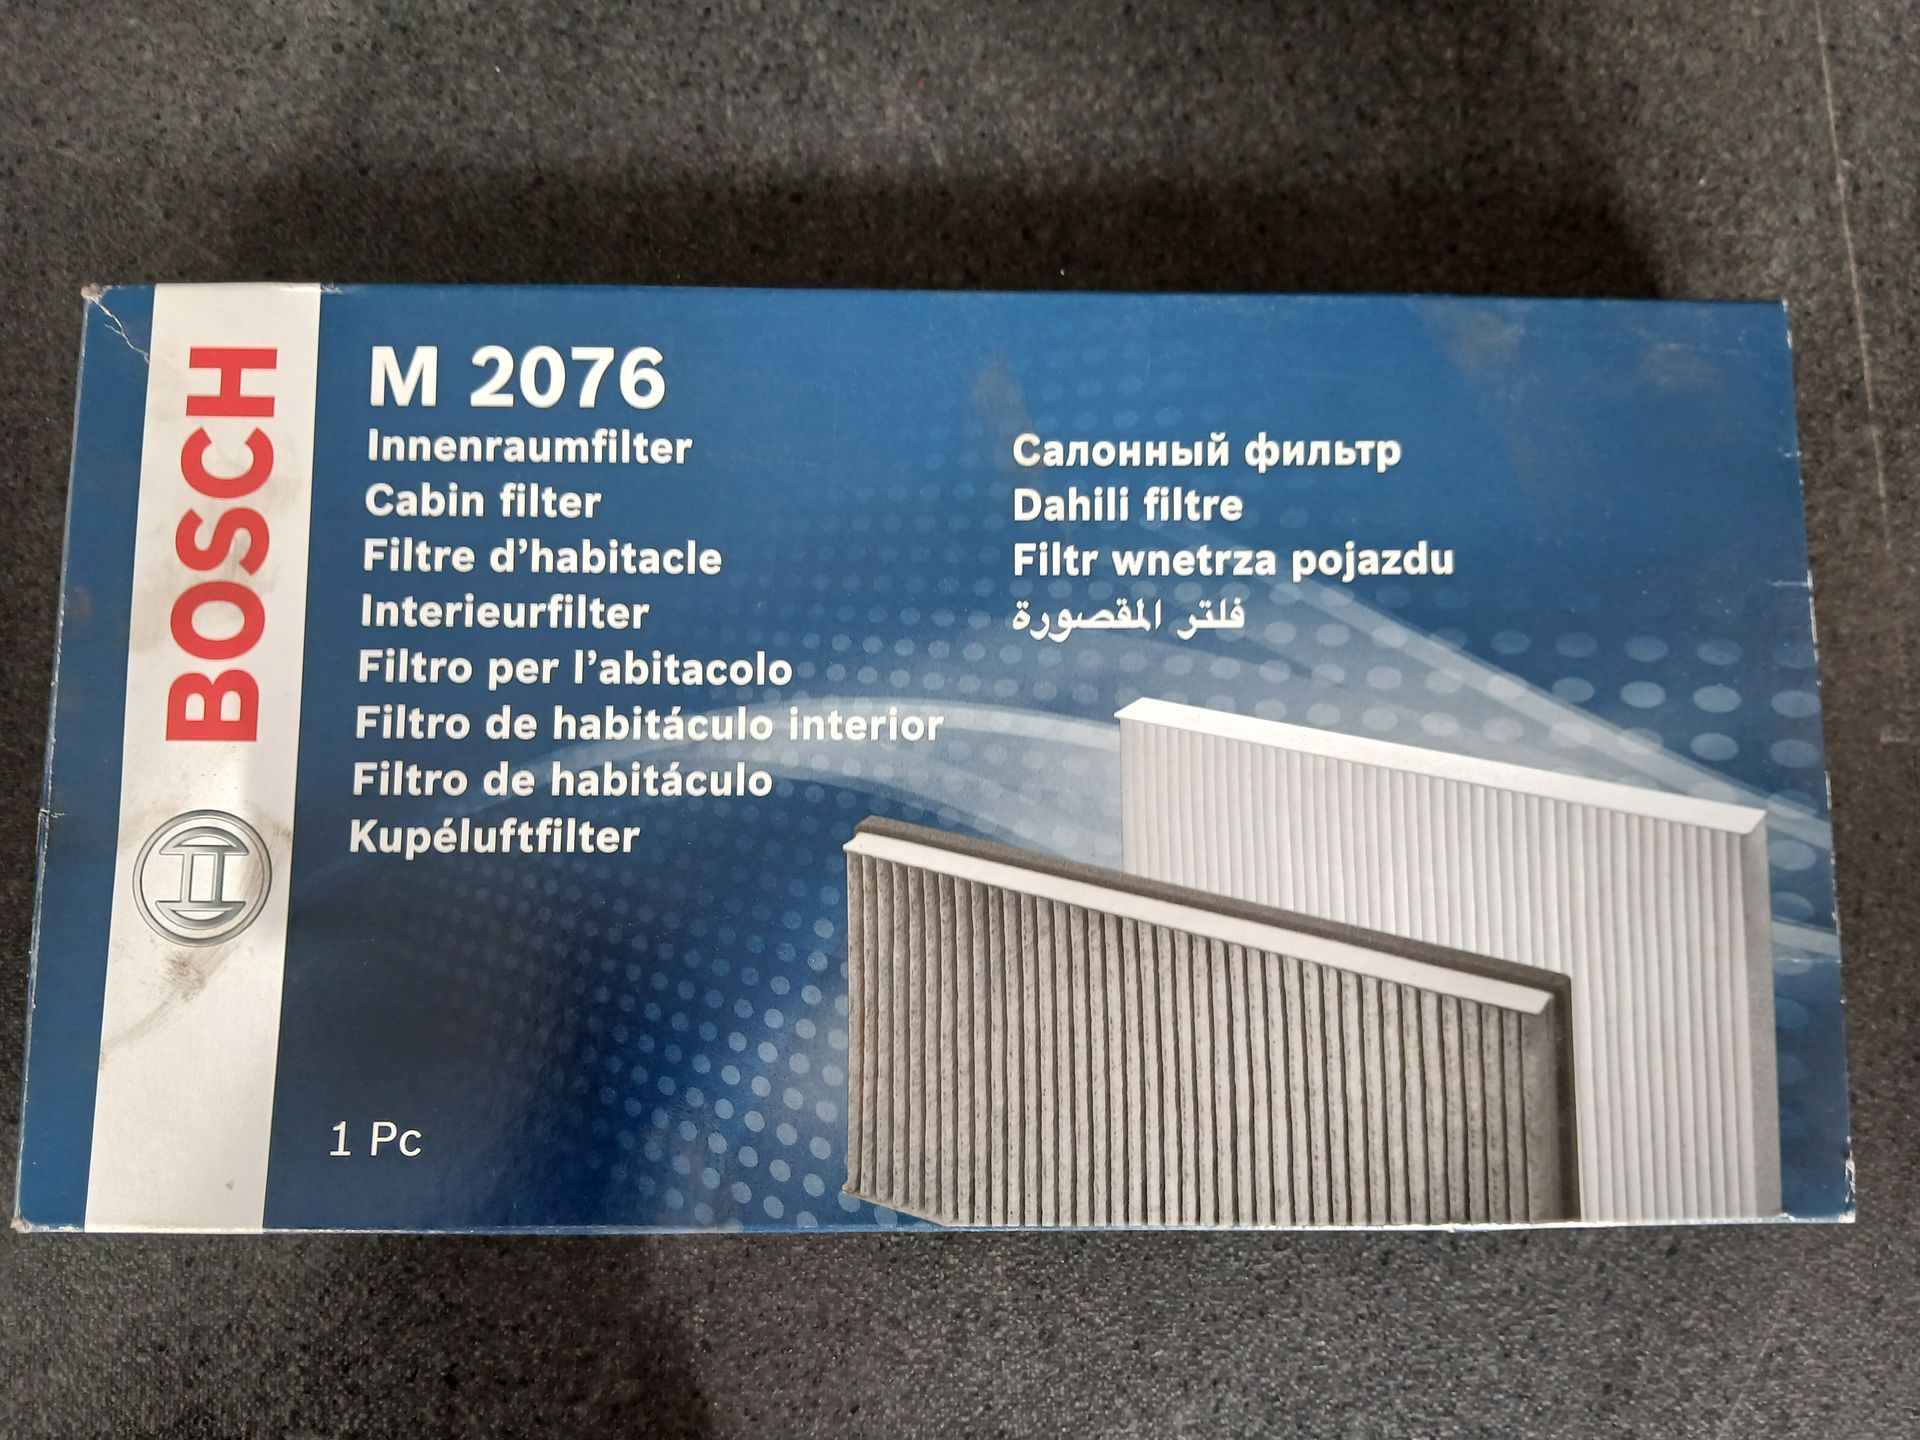 BOSCH
M 2076
Innenraumfilter
Cabin filter
Filtre d'habitacle
Interieurfilter
Filtro per l'abitacolo
Filtro de habitáculo interior
Filtro de habitáculo
Kupéluftfilter
Салонный фильтр
Dahili filtre
Filtr wnetrza pojazdu
فلتر المقصورة
1 Pc